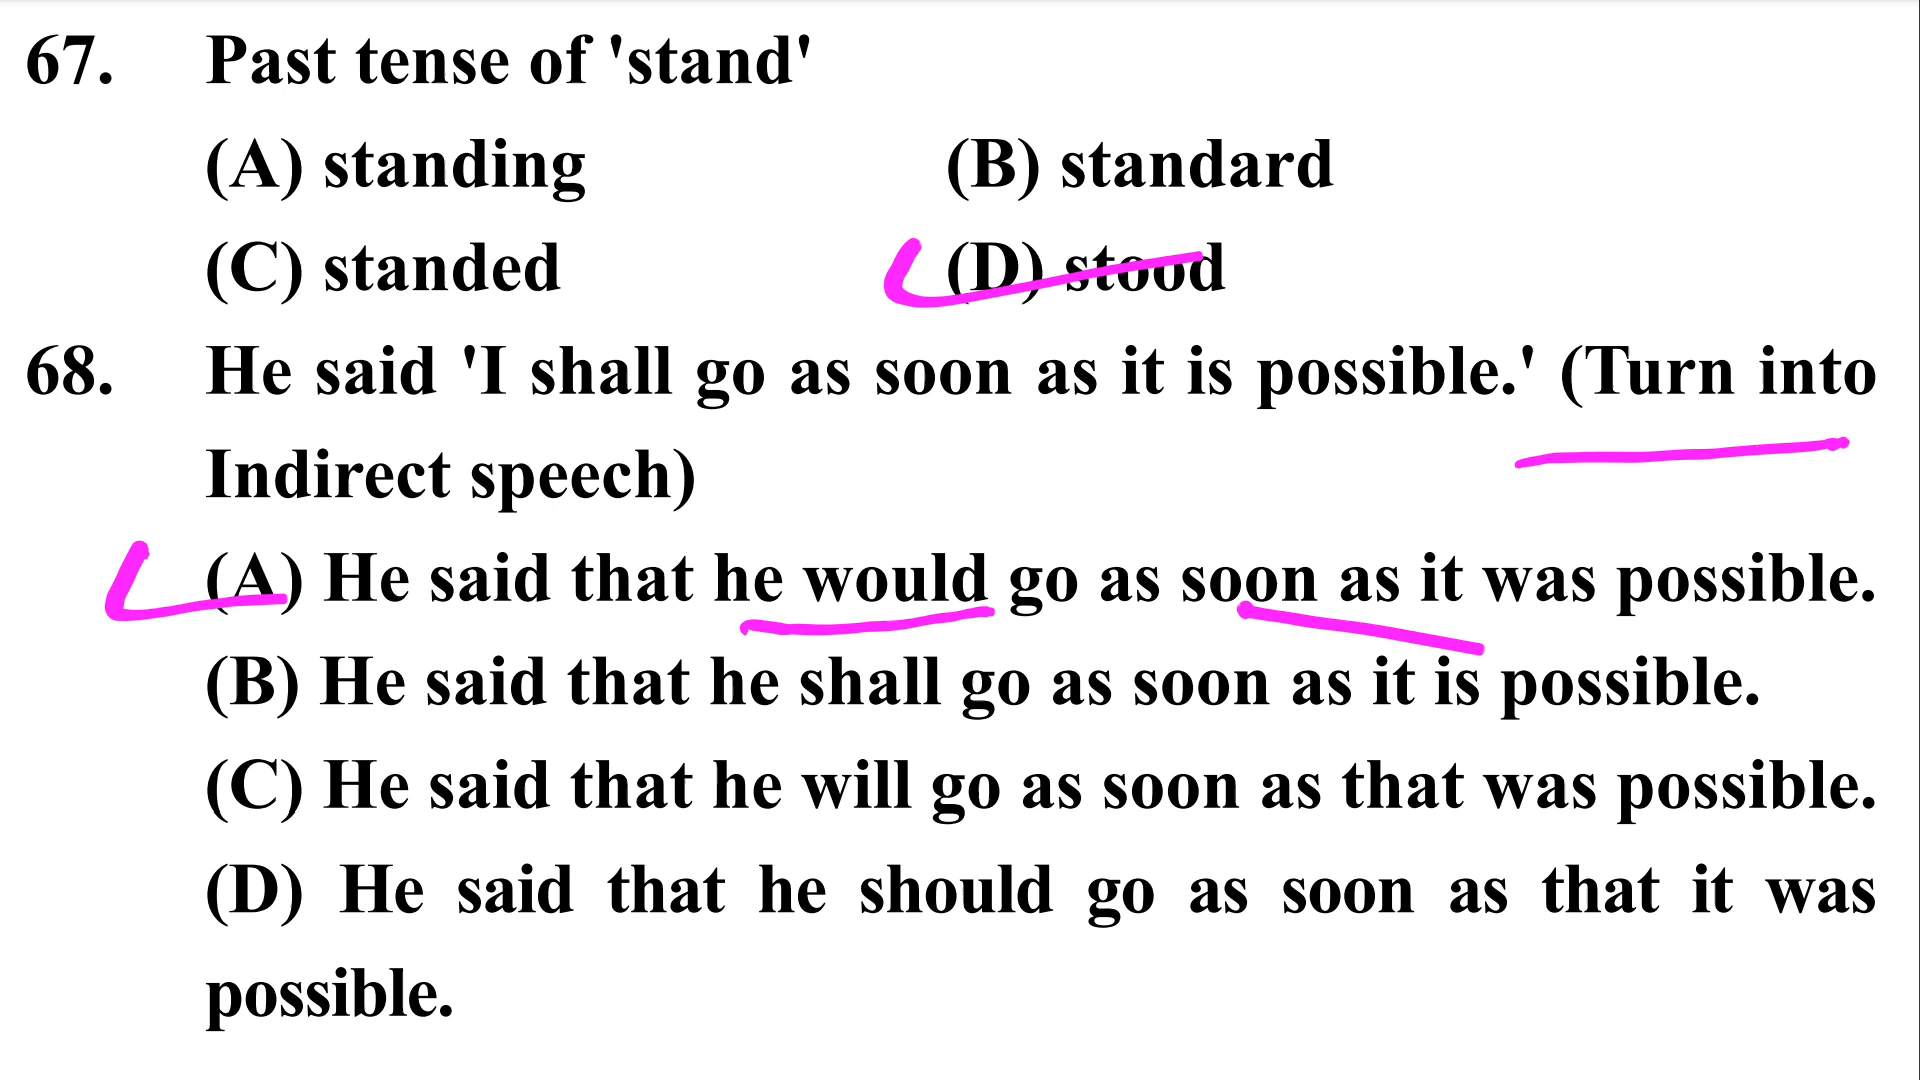 67. Past tense of 'stand'
(A) standing (B) standard
(C) standed (D) stood
68. He said 'I shall go as soon as it is possible.' (Turn into
Indirect speech)
(A) He said that he would go as soon as it was possible.
(B) He said that he shall go as soon as it is possible.
(C) He said that he will go as soon as that was possible.
(D) He said that he should go as soon as that it was
possible.